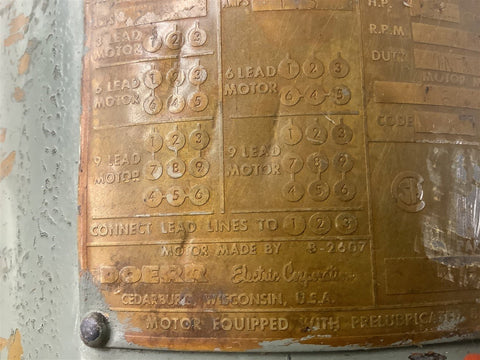 MPS
H.P.
3 LEAD
MOTOR 1 2 3
R.P.M
DUTY
6 LEAD
MOTOR 1 2 3
6 4 5
6 LEAD
MOTOR 1 2 3
6 4 5
MOTOR
CODE
9 LEAD
MOTOR 1 2 3
7 8 9
4 5 6
9 LEAD
MOTOR 1 2 3
7 8 9
4 5 6
CONNECT LEAD LINES TO 1 2 3
MOTOR MADE BY B-2607
DOERR Electric Corporation
CEDARBURG, WISCONSIN, U.S.A.
MOTOR EQUIPPED WITH PRELUBRICAT